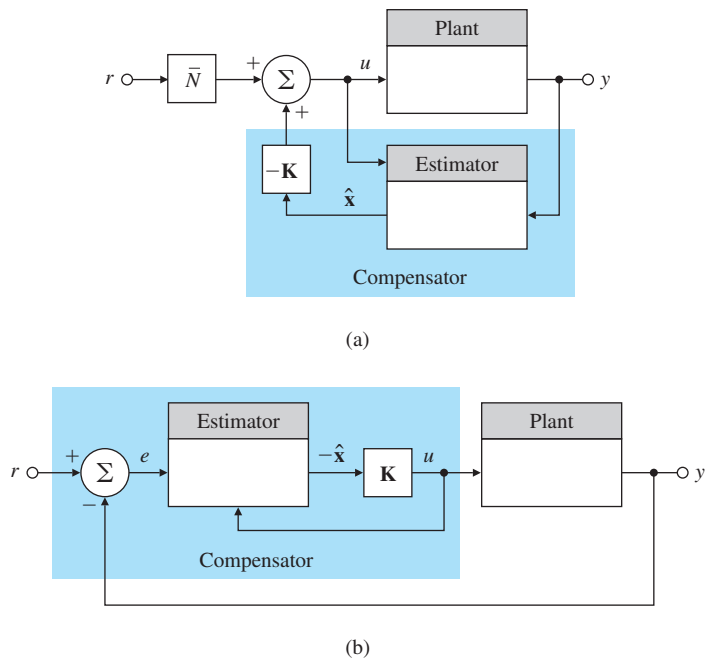 Plant
r
N̄
+
Σ
u
y
+
−K
Estimator
x̂
Compensator
(a)
Estimator
Plant
r
+
Σ
e
−x̂
K
u
y
−
Compensator
(b)